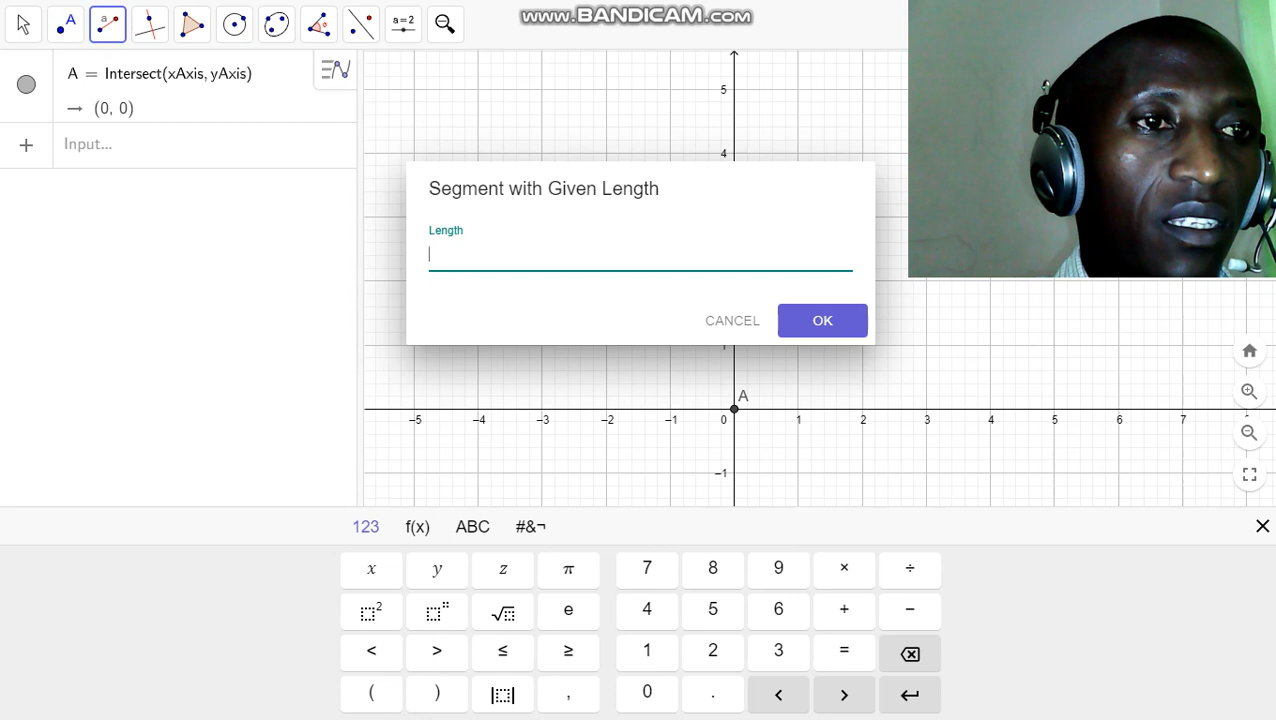 www.BANDICAM.com
A
a
a=2
A = Intersect(xAxis, yAxis)
→ (0, 0)
+ Input...
5
4
Segment with Given Length
Length
CANCEL OK
1
A
−5 −4 −3 −2 −1 0 1 2 3 4 5 6 7
−1
123 f(x) ABC #&¬
x y z π 7 8 9 × ÷
2 √ e 4 5 6 + −
< > ≤ ≥ 1 2 3 =
( ) | | , 0 . < >